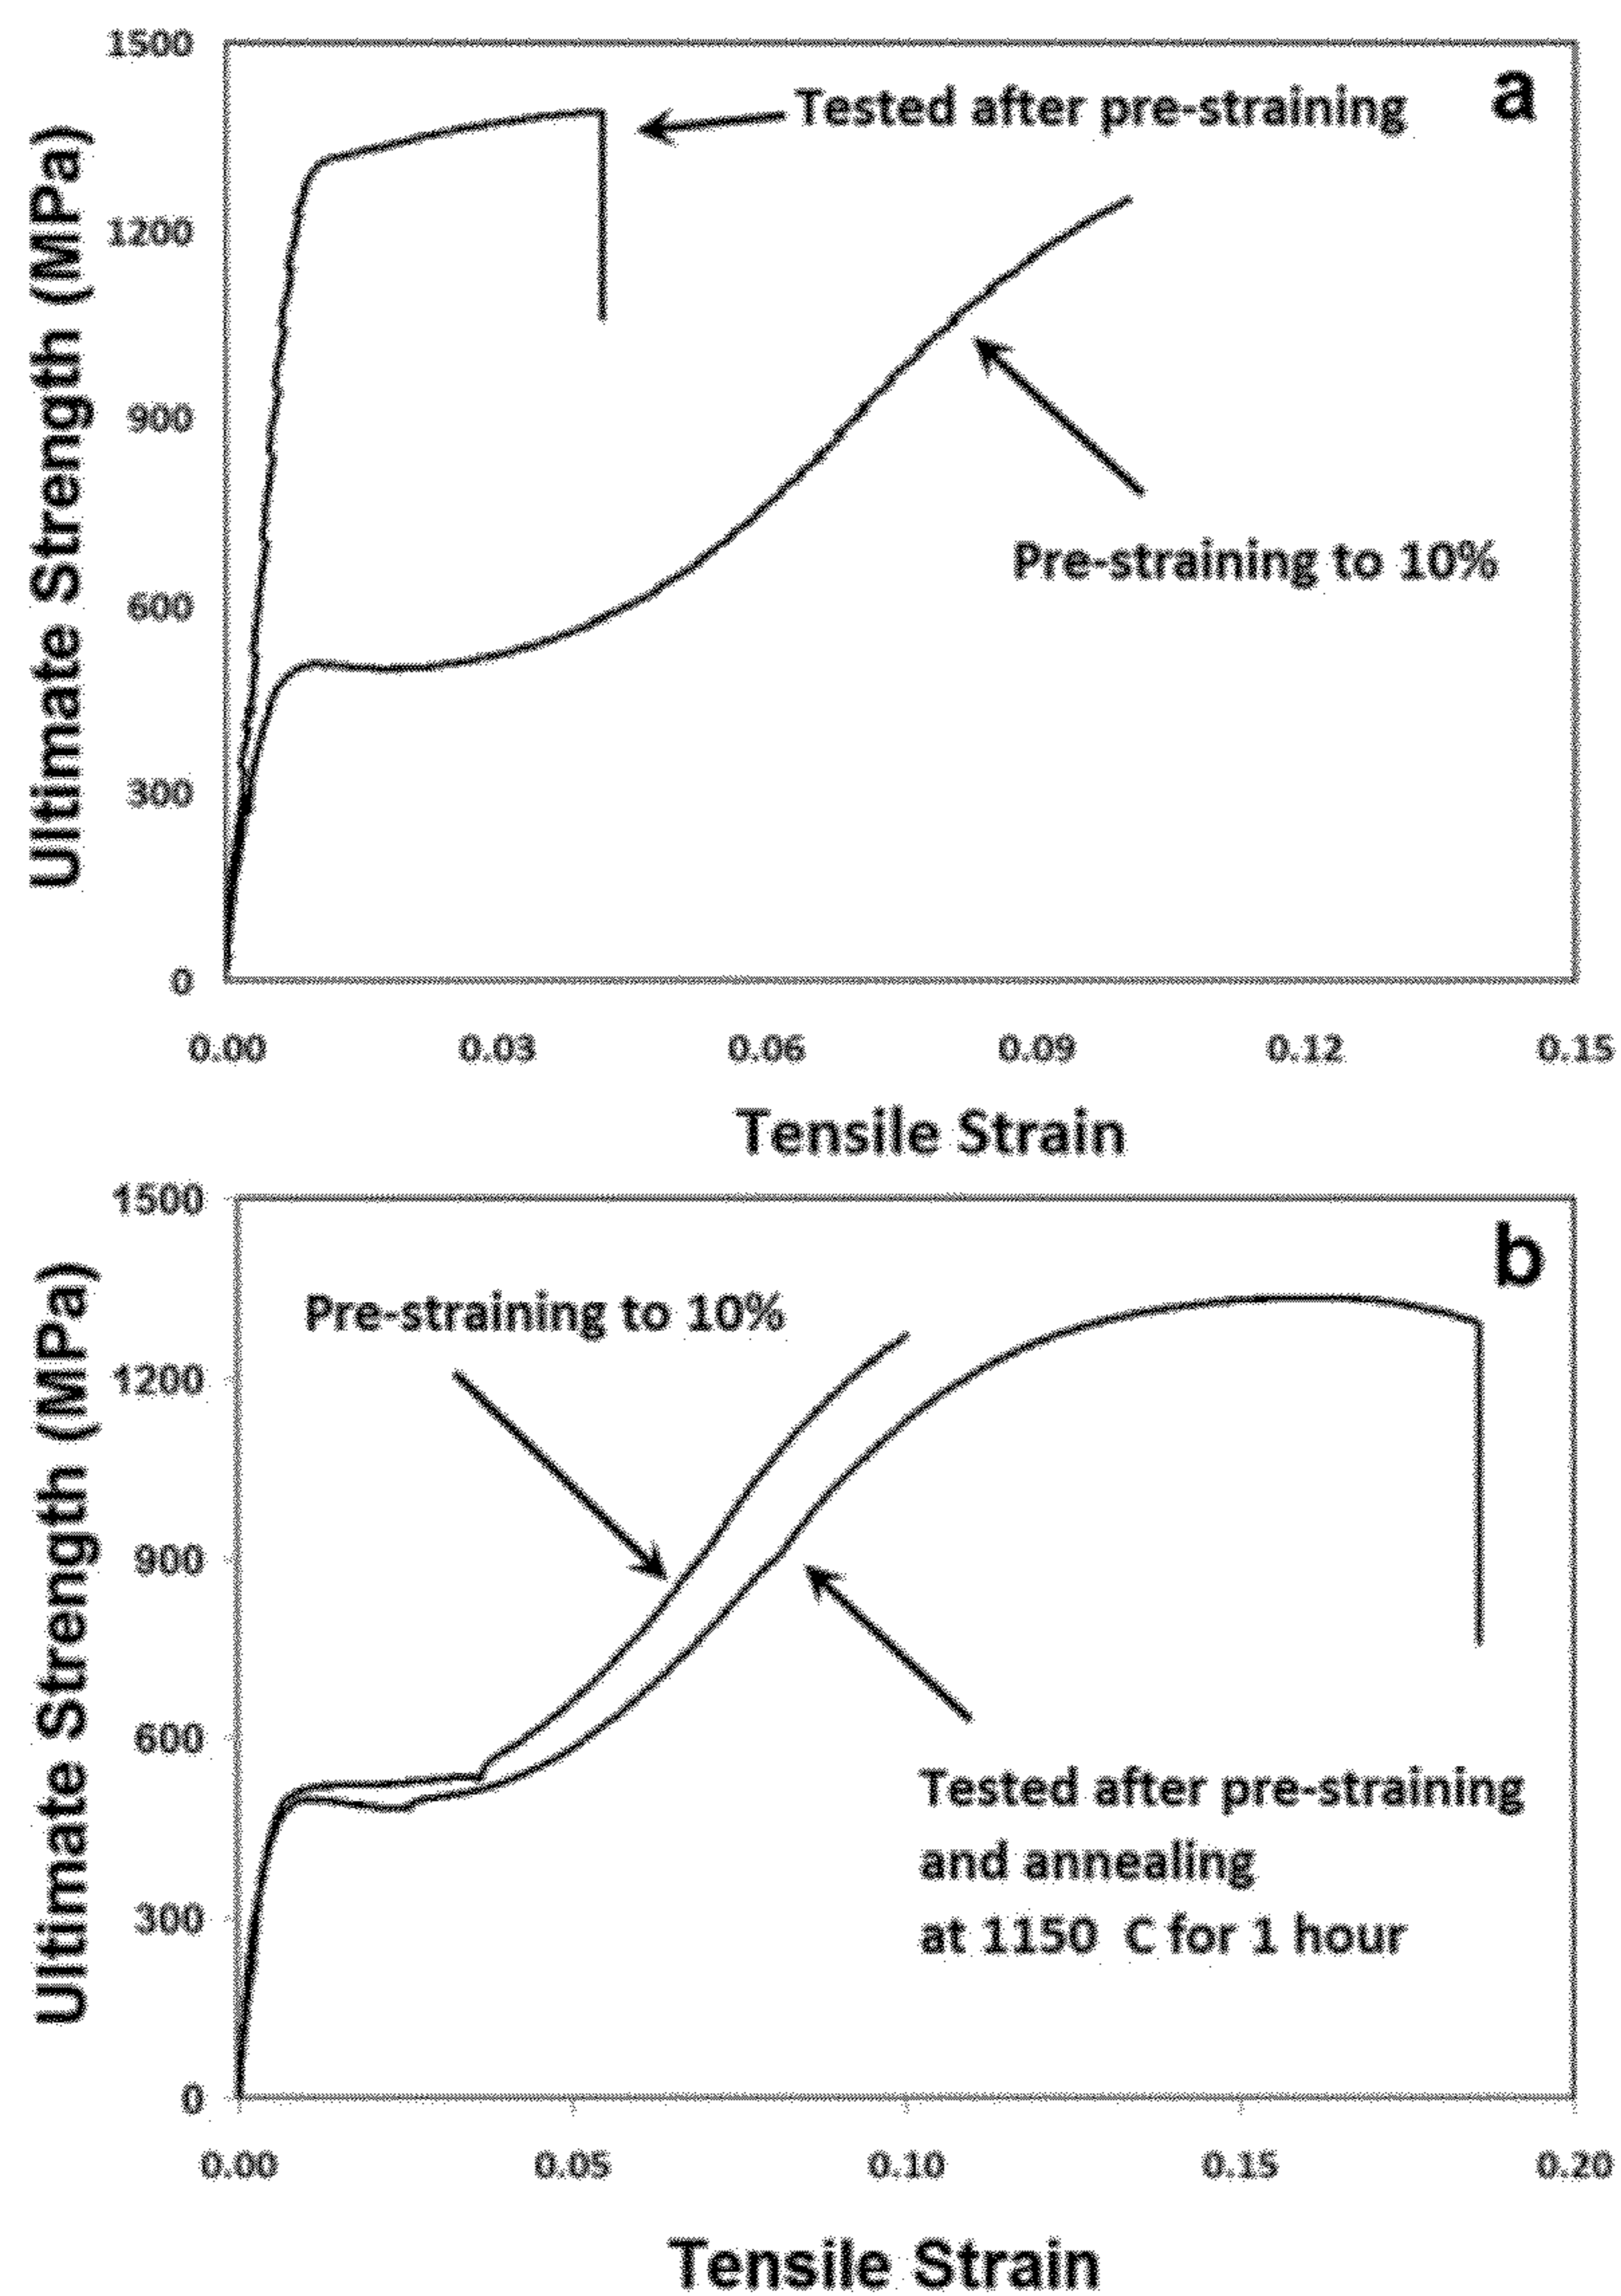 1500
a
Tested after pre-straining
1200
900
Pre-straining to 10%
600
300
0
Ultimate Strength (MPa)
0.00 0.03 0.06 0.09 0.12 0.15
Tensile Strain
1500
b
Pre-straining to 10%
1200
900
600
Tested after pre-straining
and annealing
at 1150 C for 1 hour
300
0
Ultimate Strength (MPa)
0.00 0.05 0.10 0.15 0.20
Tensile Strain